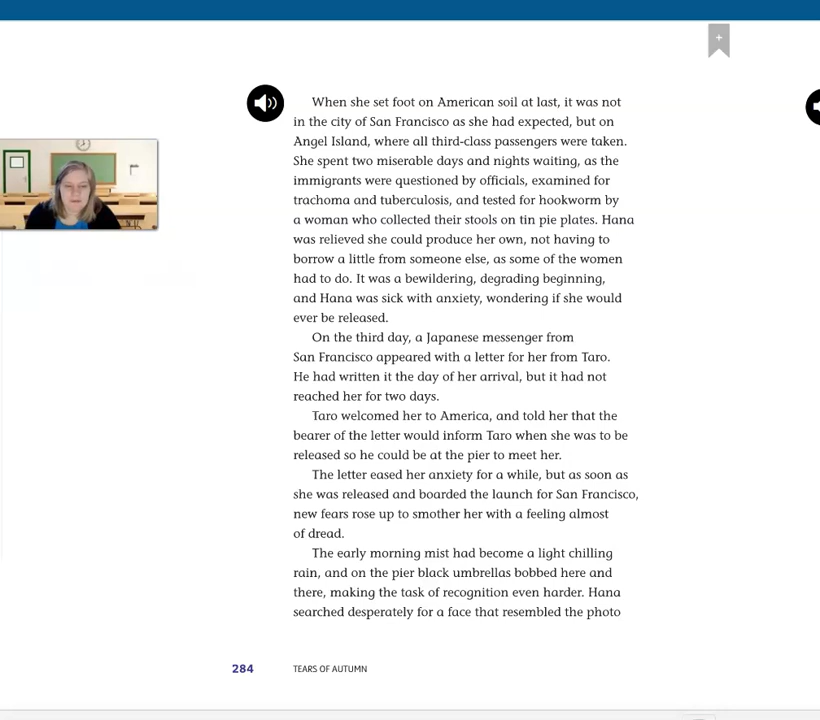 When she set foot on American soil at last, it was not
in the city of San Francisco as she had expected, but on
Angel Island, where all third-class passengers were taken.
She spent two miserable days and nights waiting, as the
immigrants were questioned by officials, examined for
trachoma and tuberculosis, and tested for hookworm by
a woman who collected their stools on tin pie plates. Hana
was relieved she could produce her own, not having to
borrow a little from someone else, as some of the women
had to do. It was a bewildering, degrading beginning,
and Hana was sick with anxiety, wondering if she would
ever be released.
On the third day, a Japanese messenger from
San Francisco appeared with a letter for her from Taro.
He had written it the day of her arrival, but it had not
reached her for two days.
Taro welcomed her to America, and told her that the
bearer of the letter would inform Taro when she was to be
released so he could be at the pier to meet her.
The letter eased her anxiety for a while, but as soon as
she was released and boarded the launch for San Francisco,
new fears rose up to smother her with a feeling almost
of dread.
The early morning mist had become a light chilling
rain, and on the pier black umbrellas bobbed here and
there, making the task of recognition even harder. Hana
searched desperately for a face that resembled the photo
284 TEARS OF AUTUMN